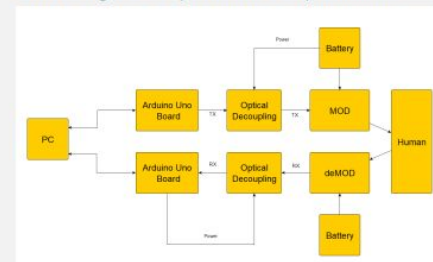 Power
Battery
Arduino Uno
Board
TX
Optical
Decoupling
TX
MOD
PC
Human
Arduino Uno
Board
RX
Optical
Decoupling
RX
deMOD
Power
Battery